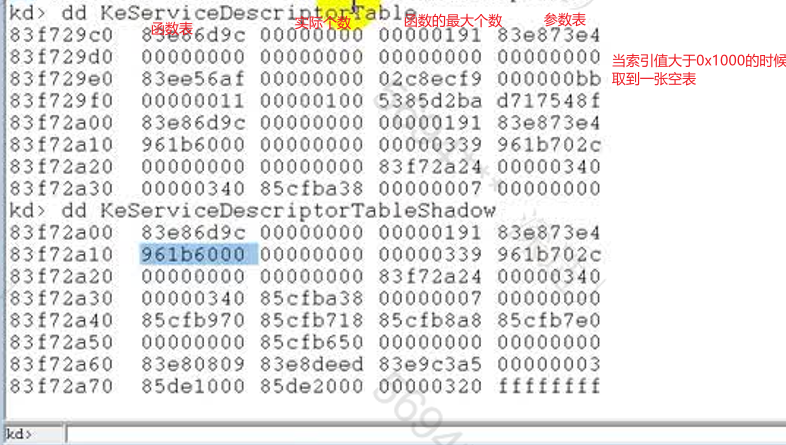 kd> dd KeServiceDescriptorTable
函数表 实际个数 函数的最大个数 参数表
83f729c0 83e86d9c 00000000 00000191 83e873e4
83f729d0 00000000 00000000 00000000 00000000
83f729e0 83ee56af 00000000 02c8ecf9 000000bb
83f729f0 00000011 00000100 5385d2ba d717548f
83f72a00 83e86d9c 00000000 00000191 83e873e4
83f72a10 961b6000 00000000 00000339 961b702c
83f72a20 00000000 00000000 83f72a24 00000340
83f72a30 00000340 85cfba38 00000007 00000000
当索引值大于0x1000的时候
取到一张空表
kd> dd KeServiceDescriptorTableShadow
83f72a00 83e86d9c 00000000 00000191 83e873e4
83f72a10 961b6000 00000000 00000339 961b702c
83f72a20 00000000 00000000 83f72a24 00000340
83f72a30 00000340 85cfba38 00000007 00000000
83f72a40 85cfb970 85cfb718 85cfb8a8 85cfb7e0
83f72a50 00000000 85cfb650 00000000 00000000
83f72a60 83e80809 83e8deed 83e9c3a5 00000003
83f72a70 85de1000 85de2000 00000320 ffffffff
kd>